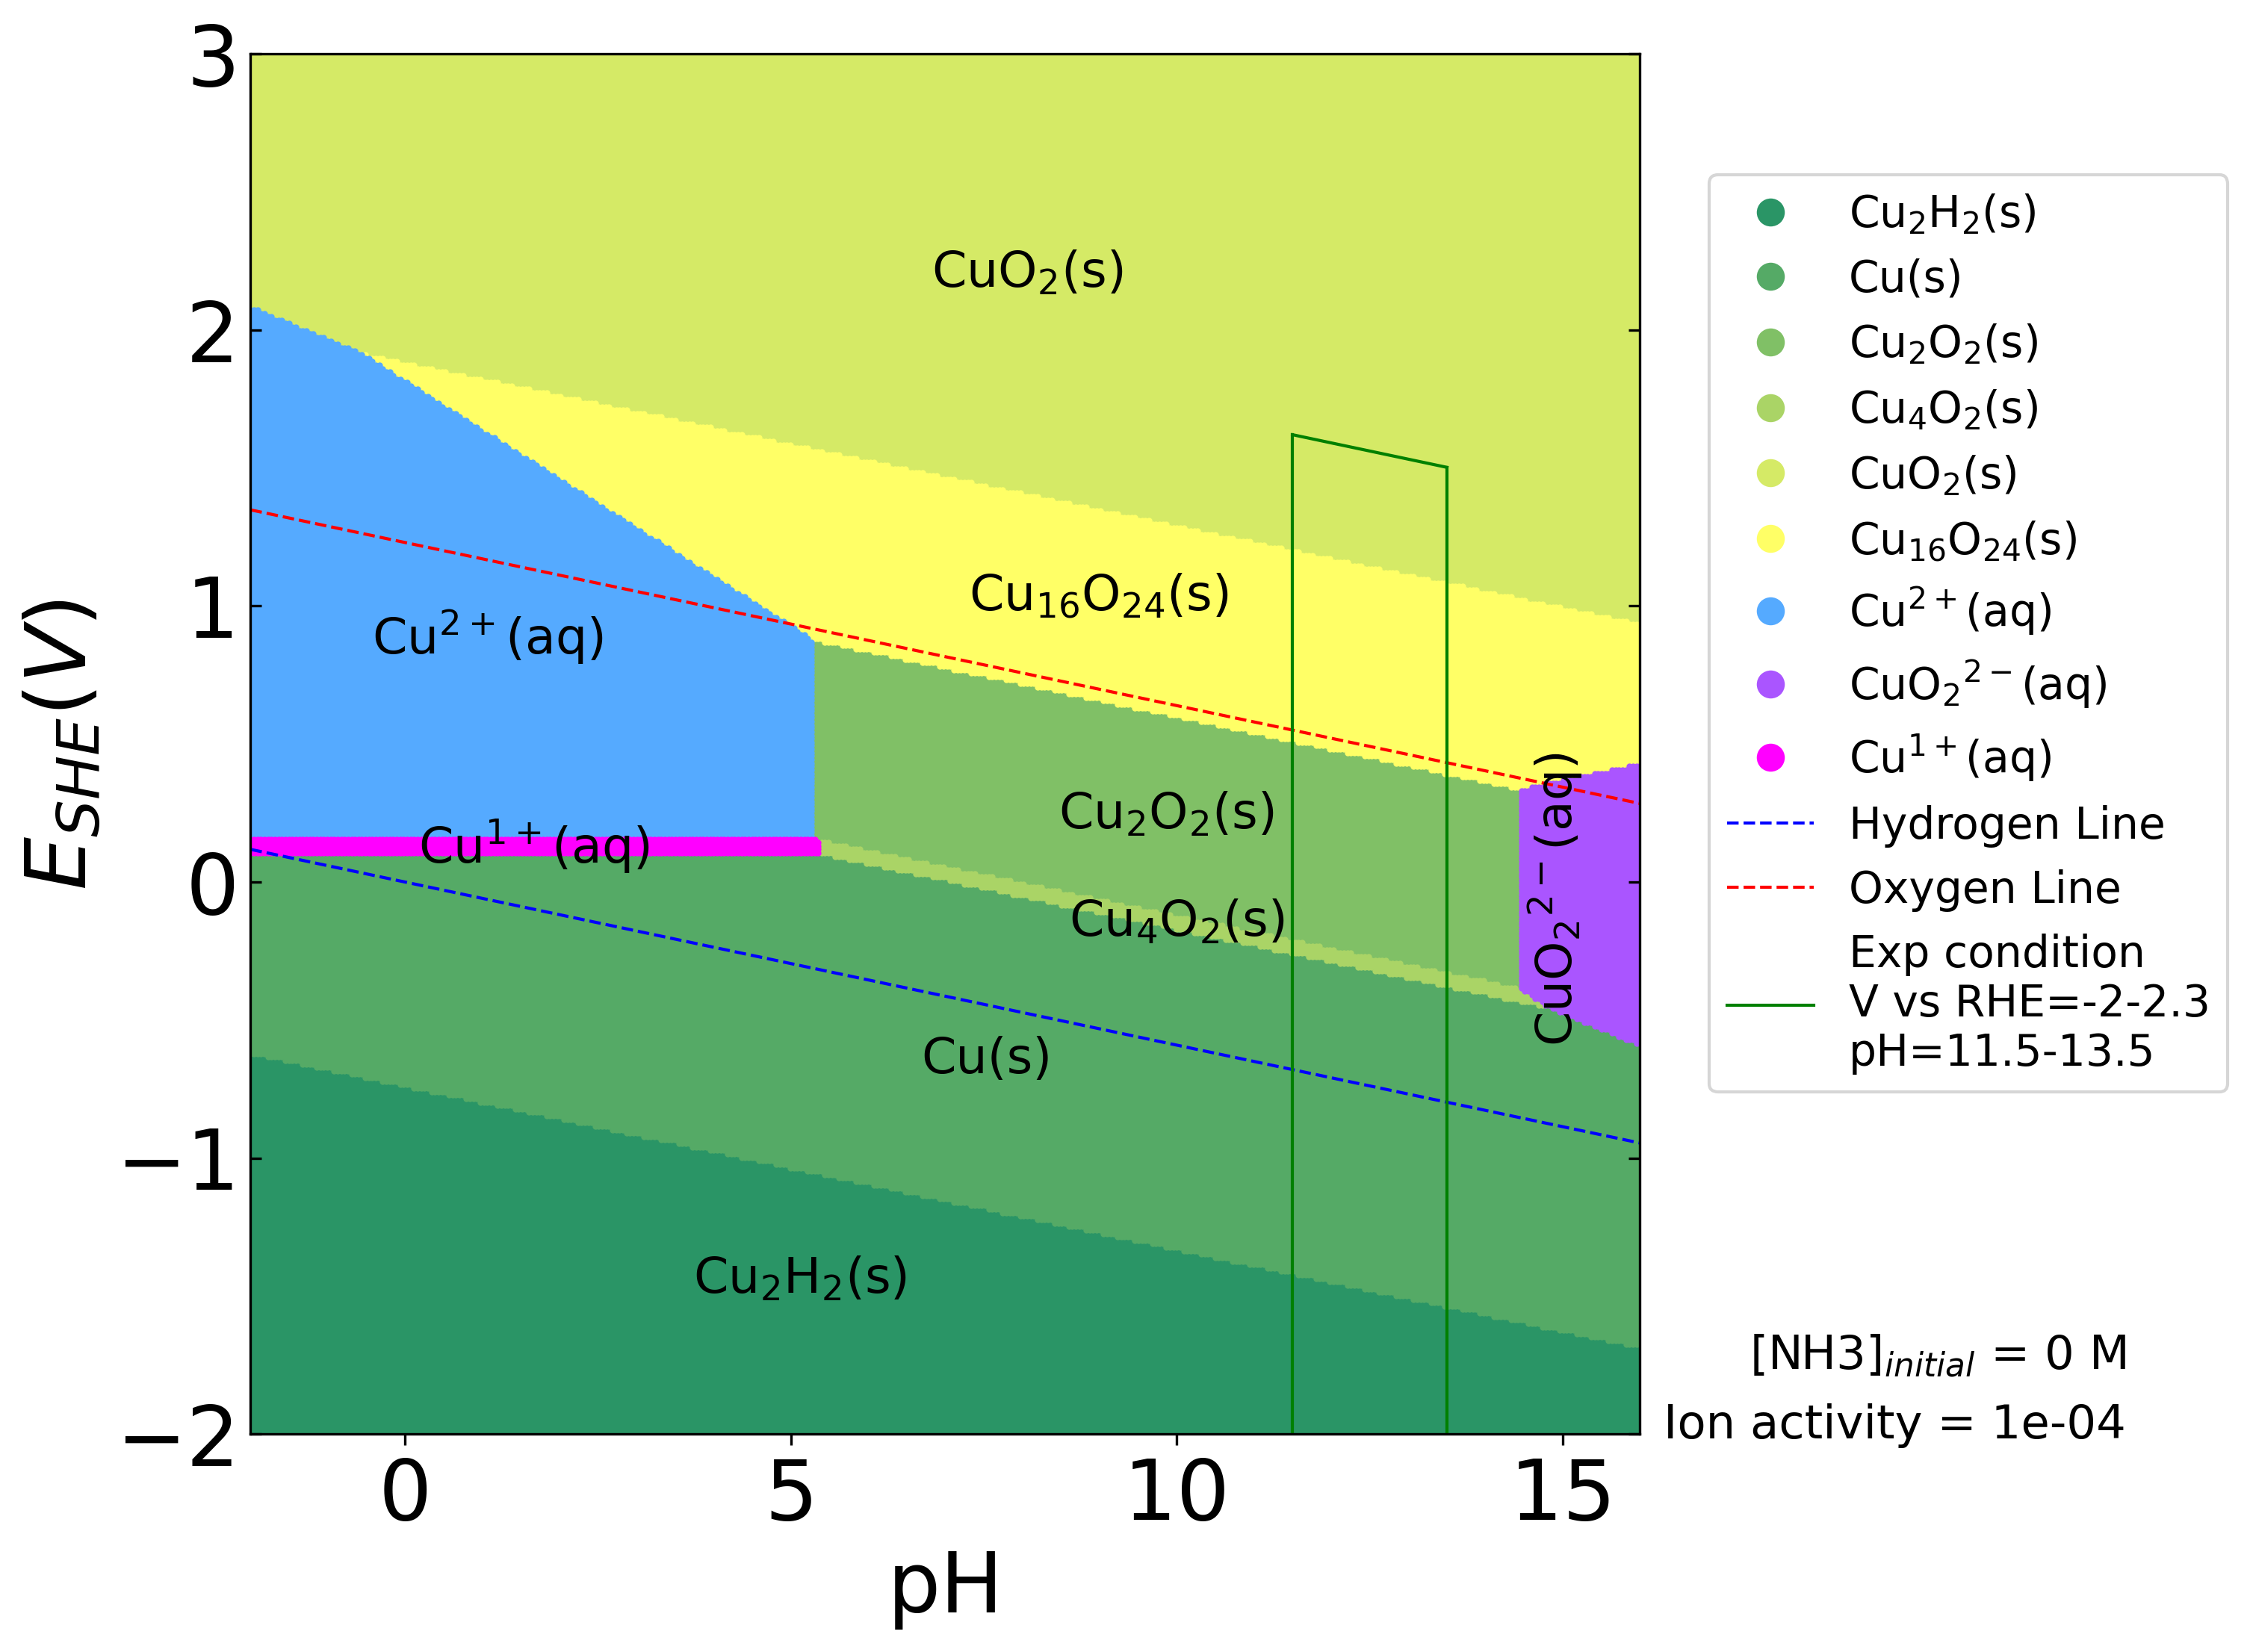 3
2
1
0
−1
−2
E_SHE(V)
0 5 10 15
pH
CuO₂(s)
Cu₁₆O₂₄(s)
Cu²⁺(aq)
Cu₂O₂(s)
Cu¹⁺(aq)
Cu₄O₂(s)
CuO₂²⁻(aq)
Cu(s)
Cu₂H₂(s)
Cu₂H₂(s)
Cu(s)
Cu₂O₂(s)
Cu₄O₂(s)
CuO₂(s)
Cu₁₆O₂₄(s)
Cu²⁺(aq)
CuO₂²⁻(aq)
Cu¹⁺(aq)
Hydrogen Line
Oxygen Line
Exp condition
V vs RHE=-2-2.3
pH=11.5-13.5
[NH3]_initial = 0 M
Ion activity = 1e-04